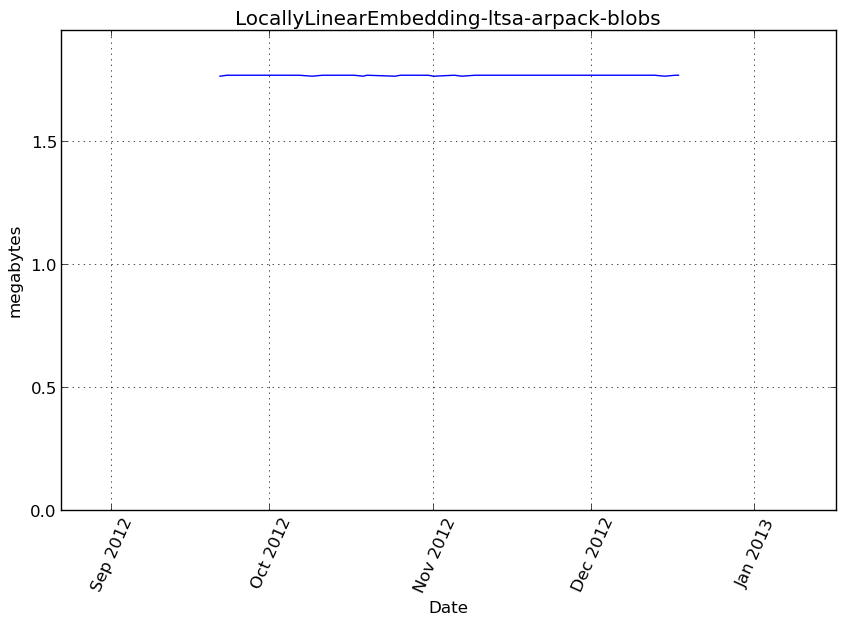 LocallyLinearEmbedding-ltsa-arpack-blobs
megabytes
1.5
1.0
0.5
0.0
Sep 2012
Oct 2012
Nov 2012
Dec 2012
Jan 2013
Date